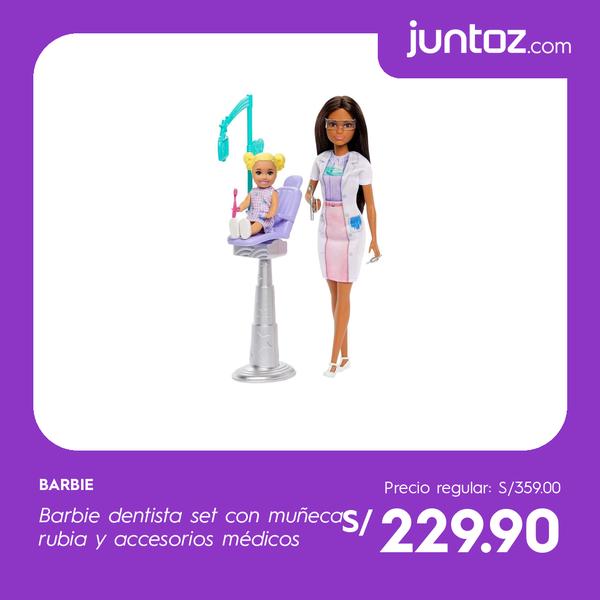 juntoz.com
BARBIE
Barbie dentista set con muñeca
rubia y accesorios médicos
Precio regular: S/359.00
S/ 229.90